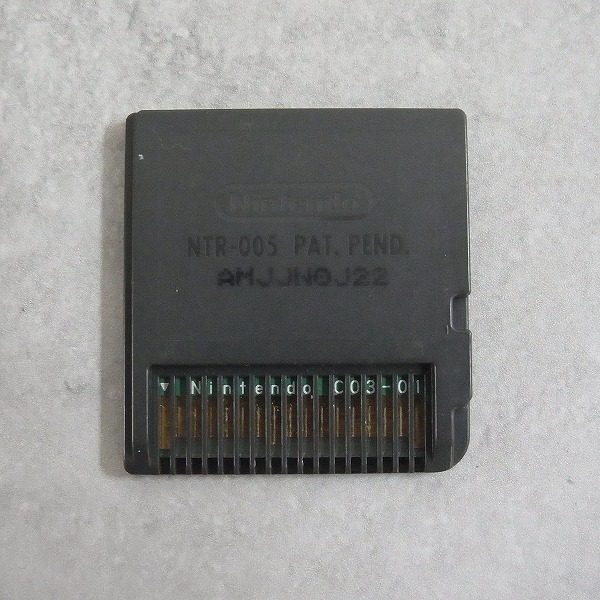 Nintendo
NTR-005 PAT. PEND.
AMJJN0J22
▼ Nintendo C03-01